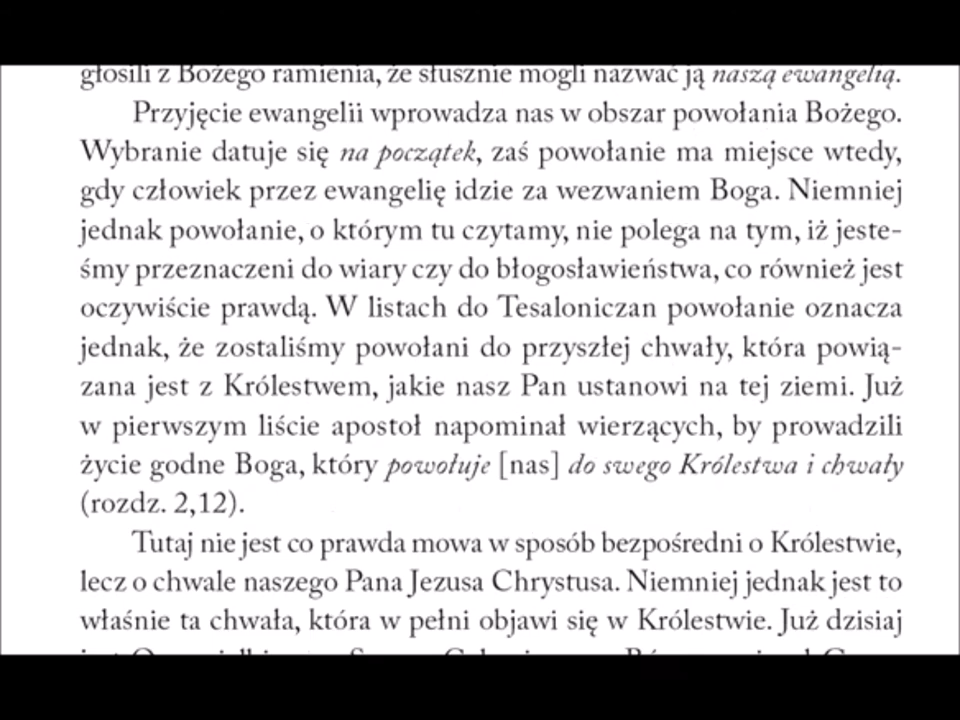 głosili z Bożego ramienia, że słusznie mogli nazwać ją naszą ewangelią.
Przyjęcie ewangelii wprowadza nas w obszar powołania Bożego.
Wybranie datuje się na początek, zaś powołanie ma miejsce wtedy,
gdy człowiek przez ewangelię idzie za wezwaniem Boga. Niemniej
jednak powołanie, o którym tu czytamy, nie polega na tym, iż jeste-
śmy przeznaczeni do wiary czy do błogosławieństwa, co również jest
oczywiście prawdą. W listach do Tesaloniczan powołanie oznacza
jednak, że zostaliśmy powołani do przyszłej chwały, która powią-
zana jest z Królestwem, jakie nasz Pan ustanowi na tej ziemi. Już
w pierwszym liście apostoł napominał wierzących, by prowadzili
życie godne Boga, który powołuje [nas] do swego Królestwa i chwały
(rozdz. 2,12).
Tutaj nie jest co prawda mowa w sposób bezpośredni o Królestwie,
lecz o chwale naszego Pana Jezusa Chrystusa. Niemniej jednak jest to
właśnie ta chwała, która w pełni objawi się w Królestwie. Już dzisiaj